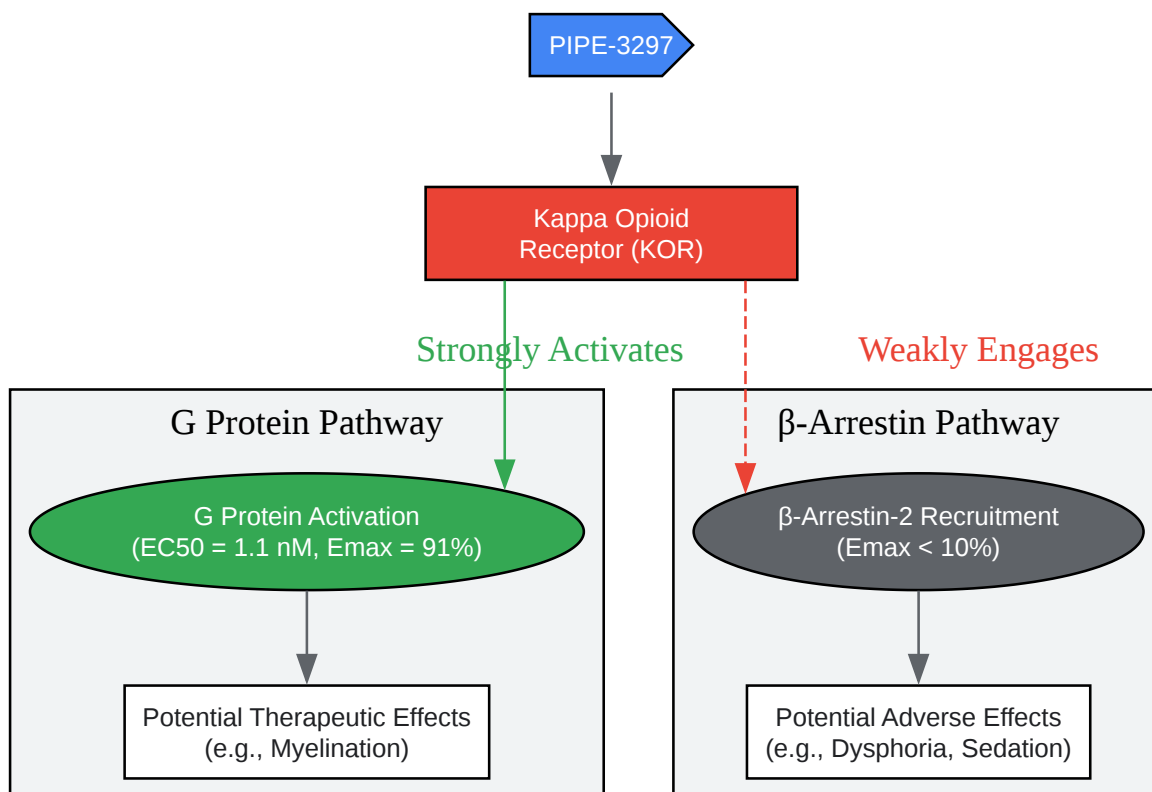 PIPE-3297
Kappa Opioid
Receptor (KOR)
Strongly Activates
Weakly Engages
G Protein Pathway
β-Arrestin Pathway
G Protein Activation
(EC50 = 1.1 nM, Emax = 91%)
β-Arrestin-2 Recruitment
(Emax < 10%)
Potential Therapeutic Effects
(e.g., Myelination)
Potential Adverse Effects
(e.g., Dysphoria, Sedation)